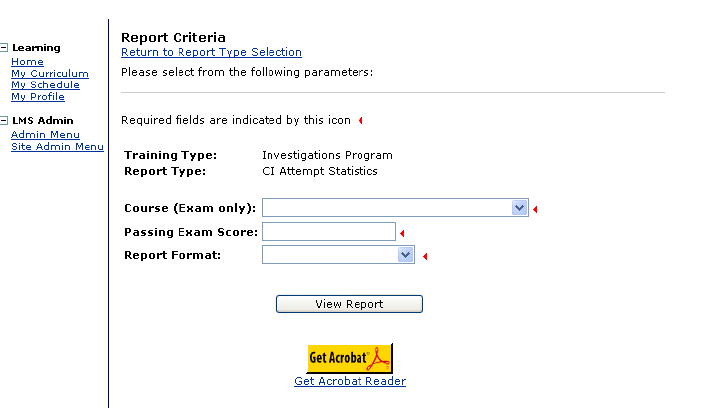 Learning
Home
My Curriculum
My Schedule
My Profile
LMS Admin
Admin Menu
Site Admin Menu
Report Criteria
Return to Report Type Selection
Please select from the following parameters:
Required fields are indicated by this icon
Training Type: Investigations Program
Report Type: CI Attempt Statistics
Course (Exam only):
Passing Exam Score:
Report Format:
View Report
Get Acrobat®
Get Acrobat Reader